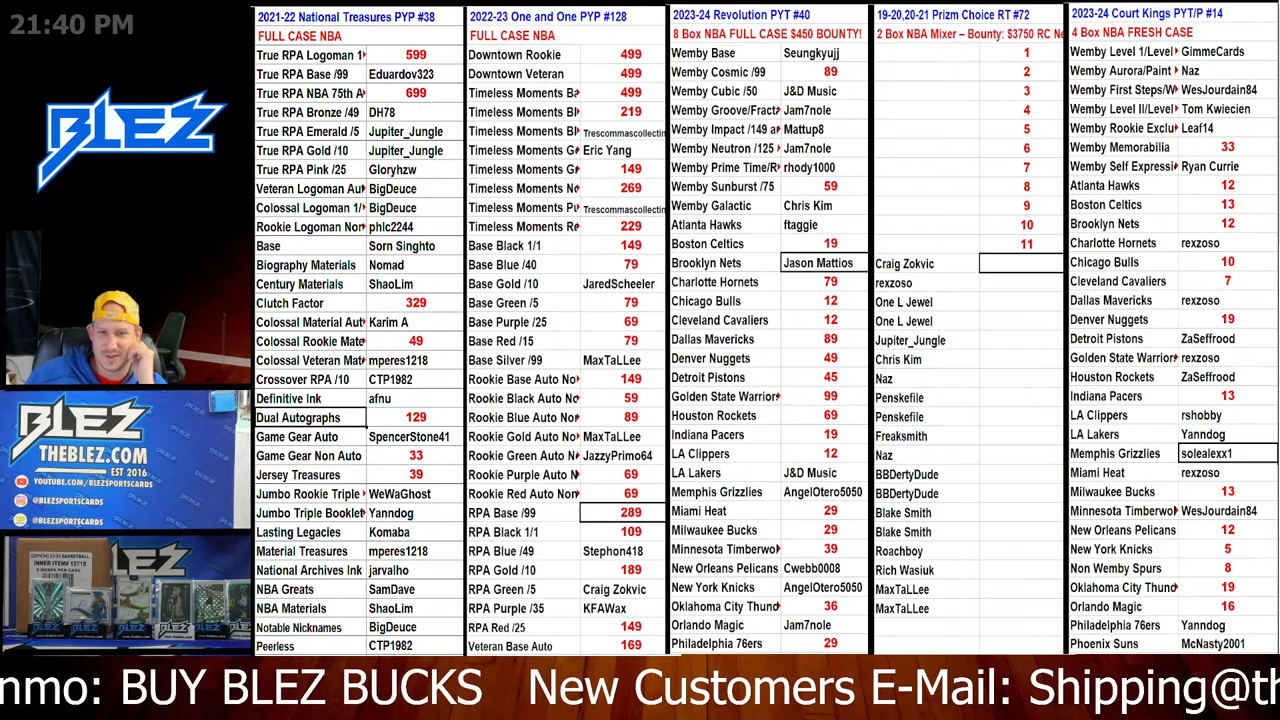 21:40 PM
BLEZ
BLEZ
THEBLEZ.COM
EST 2016
YOUTUBE.COM/BLEZSPORTSCARDS
@BLEZSPORTSCARDS
@BLEZSPORTSCARDS
23-24 BASKETBALL
INNER ITEM# 15718
2021-22 National Treasures PYP #38
FULL CASE NBA
True RPA Logoman 1 599
True RPA Base /99 Eduardov323
True RPA NBA 75th A 699
True RPA Bronze /49 DH78
True RPA Emerald /5 Jupiter_Jungle
True RPA Gold /10 Jupiter_Jungle
True RPA Pink /25 Gloryhzw
Veteran Logoman Aut BigDeuce
Colossal Logoman 1/ BigDeuce
Rookie Logoman Non phlc2244
Base Sorn Singhto
Biography Materials Nomad
Century Materials ShaoLim
Clutch Factor 329
Colossal Material Aut Karim A
Colossal Rookie Mate 49
Colossal Veteran Mat mperes1218
Crossover RPA /10 CTP1982
Definitive Ink afnu
Dual Autographs 129
Game Gear Auto SpencerStone41
Game Gear Non Auto 33
Jersey Treasures 39
Jumbo Rookie Triple WeWaGhost
Jumbo Triple Booklet Yanndog
Lasting Legacies Komaba
Material Treasures mperes1218
National Archives Ink jarvalho
NBA Greats SamDave
NBA Materials ShaoLim
Notable Nicknames BigDeuce
Peerless CTP1982
2022-23 One and One PYP #128
FULL CASE NBA
Downtown Rookie 499
Downtown Veteran 499
Timeless Moments Ba 499
Timeless Moments Bl 219
Timeless Moments Bl Trescommascollectin
Timeless Moments G Eric Yang
Timeless Moments G 149
Timeless Moments No 269
Timeless Moments Pu Trescommascollectin
Timeless Moments Re 229
Base Black 1/1 149
Base Blue /40 79
Base Gold /10 JaredScheeler
Base Green /5 79
Base Purple /25 69
Base Red /15 79
Base Silver /99 MaxTaLLee
Rookie Base Auto No 149
Rookie Black Auto No 59
Rookie Blue Auto Nor 89
Rookie Gold Auto No MaxTaLLee
Rookie Green Auto N JazzyPrimo64
Rookie Purple Auto N 69
Rookie Red Auto Non 69
RPA Base /99 289
RPA Black 1/1 109
RPA Blue /49 Stephon418
RPA Gold /10 189
RPA Green /5 Craig Zokvic
RPA Purple /35 KFAWax
RPA Red /25 149
Veteran Base Auto 169
2023-24 Revolution PYT #40
8 Box NBA FULL CASE $450 BOUNTY!
Wemby Base Seungkyujj
Wemby Cosmic /99 89
Wemby Cubic /50 J&D Music
Wemby Groove/Fract Jam7nole
Wemby Impact /149 a Mattup8
Wemby Neutron /125 Jam7nole
Wemby Prime Time/R rhody1000
Wemby Sunburst /75 59
Wemby Galactic Chris Kim
Atlanta Hawks ftaggie
Boston Celtics 19
Brooklyn Nets Jason Mattios
Charlotte Hornets 79
Chicago Bulls 12
Cleveland Cavaliers 12
Dallas Mavericks 89
Denver Nuggets 49
Detroit Pistons 45
Golden State Warriors 99
Houston Rockets 69
Indiana Pacers 19
LA Clippers 12
LA Lakers J&D Music
Memphis Grizzlies AngelOtero5050
Miami Heat 29
Milwaukee Bucks 29
Minnesota Timberwo 39
New Orleans Pelicans Cwebb0008
New York Knicks AngelOtero5050
Oklahoma City Thund 36
Orlando Magic Jam7nole
Philadelphia 76ers 29
19-20,20-21 Prizm Choice RT #72
2 Box NBA Mixer – Bounty: $3750 RC Ne
1
2
3
4
5
6
7
8
9
10
11
Craig Zokvic
rexzoso
One L Jewel
One L Jewel
Jupiter_Jungle
Chris Kim
Naz
Penskefile
Penskefile
Freaksmith
Naz
BBDertyDude
BBDertyDude
Blake Smith
Blake Smith
Roachboy
Rich Wasiuk
MaxTaLLee
MaxTaLLee
2023-24 Court Kings PYT/P #14
4 Box NBA FRESH CASE
Wemby Level 1/Level GimmeCards
Wemby Aurora/Paint Naz
Wemby First Steps/W WesJourdain84
Wemby Level II/Level Tom Kwiecien
Wemby Rookie Exclu Leaf14
Wemby Memorabilia 33
Wemby Self Expressi Ryan Currie
Atlanta Hawks 12
Boston Celtics 13
Brooklyn Nets 12
Charlotte Hornets rexzoso
Chicago Bulls 10
Cleveland Cavaliers 7
Dallas Mavericks rexzoso
Denver Nuggets 19
Detroit Pistons ZaSeffrood
Golden State Warrior rexzoso
Houston Rockets ZaSeffrood
Indiana Pacers 13
LA Clippers rshobby
LA Lakers Yanndog
Memphis Grizzlies solealexx1
Miami Heat rexzoso
Milwaukee Bucks 13
Minnesota Timberwo WesJourdain84
New Orleans Pelicans 12
New York Knicks 5
Non Wemby Spurs 8
Oklahoma City Thund 19
Orlando Magic 16
Philadelphia 76ers Yanndog
Phoenix Suns McNasty2001
nmo: BUY BLEZ BUCKS New Customers E-Mail: Shipping@th